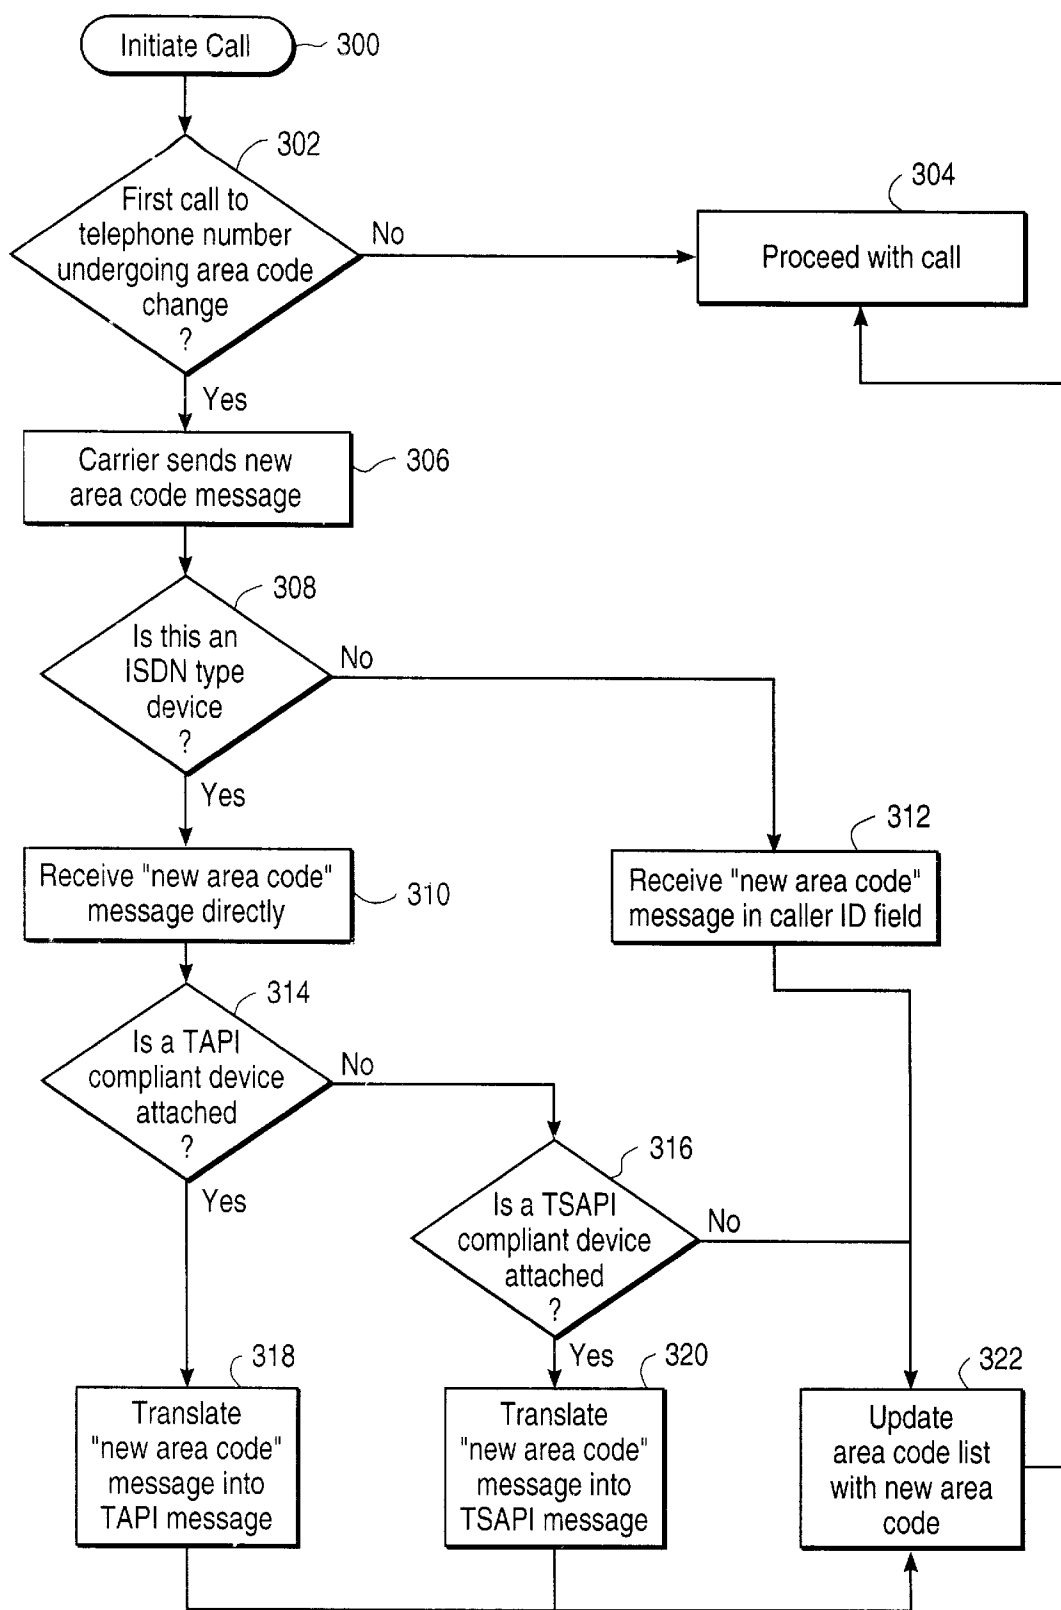 Initiate Call
300
302
First call to
telephone number
undergoing area code
change
?
No
304
Proceed with call
Yes
Carrier sends new
area code message
306
308
Is this an
ISDN type
device
?
No
Yes
Receive "new area code"
message directly
310
312
Receive "new area code"
message in caller ID field
314
Is a TAPI
compliant device
attached
?
No
Yes
316
Is a TSAPI
compliant device
attached
?
No
Yes
318
Translate
"new area code"
message into
TAPI message
320
Translate
"new area code"
message into
TSAPI message
322
Update
area code list
with new area
code